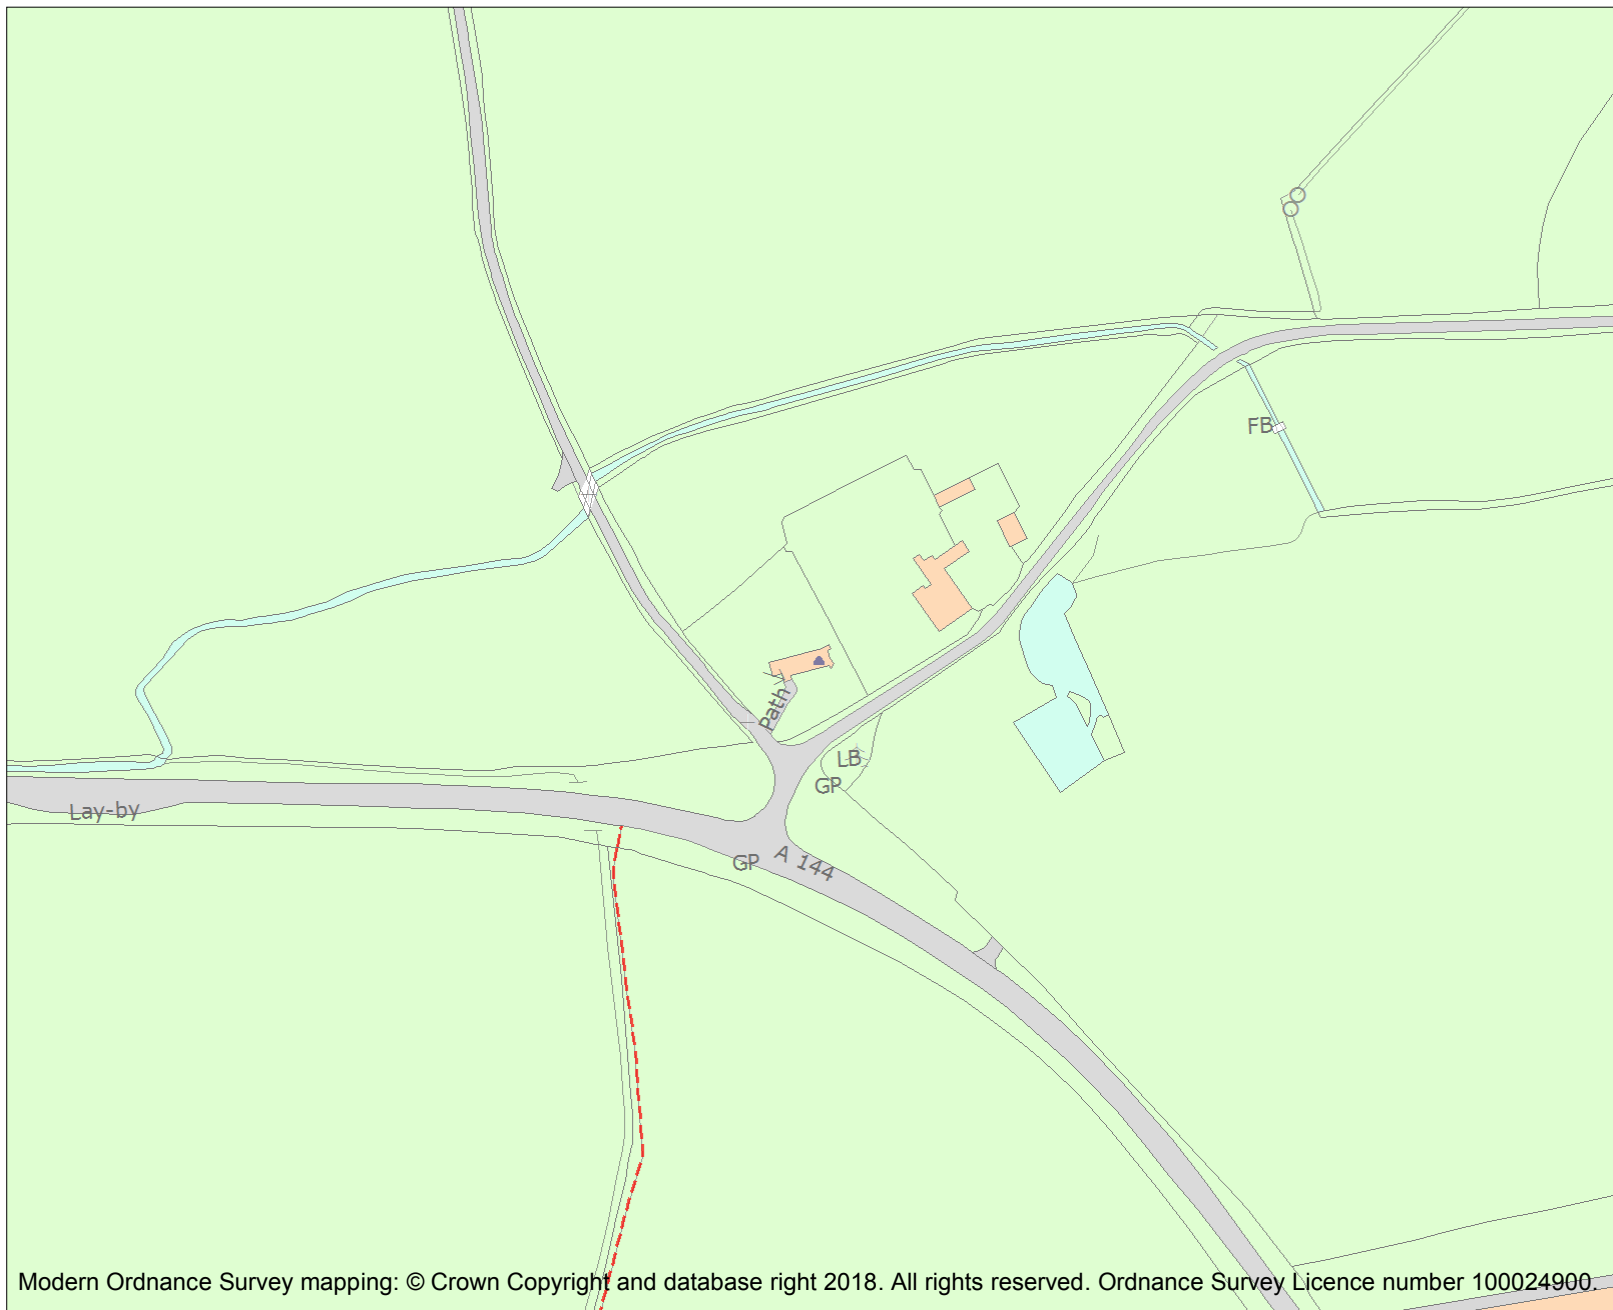 FB
Path
LB
GP
Lay-by
GP
A 144
Modern Ordnance Survey mapping: © Crown Copyright and database right 2018. All rights reserved. Ordnance Survey Licence number 100024900.